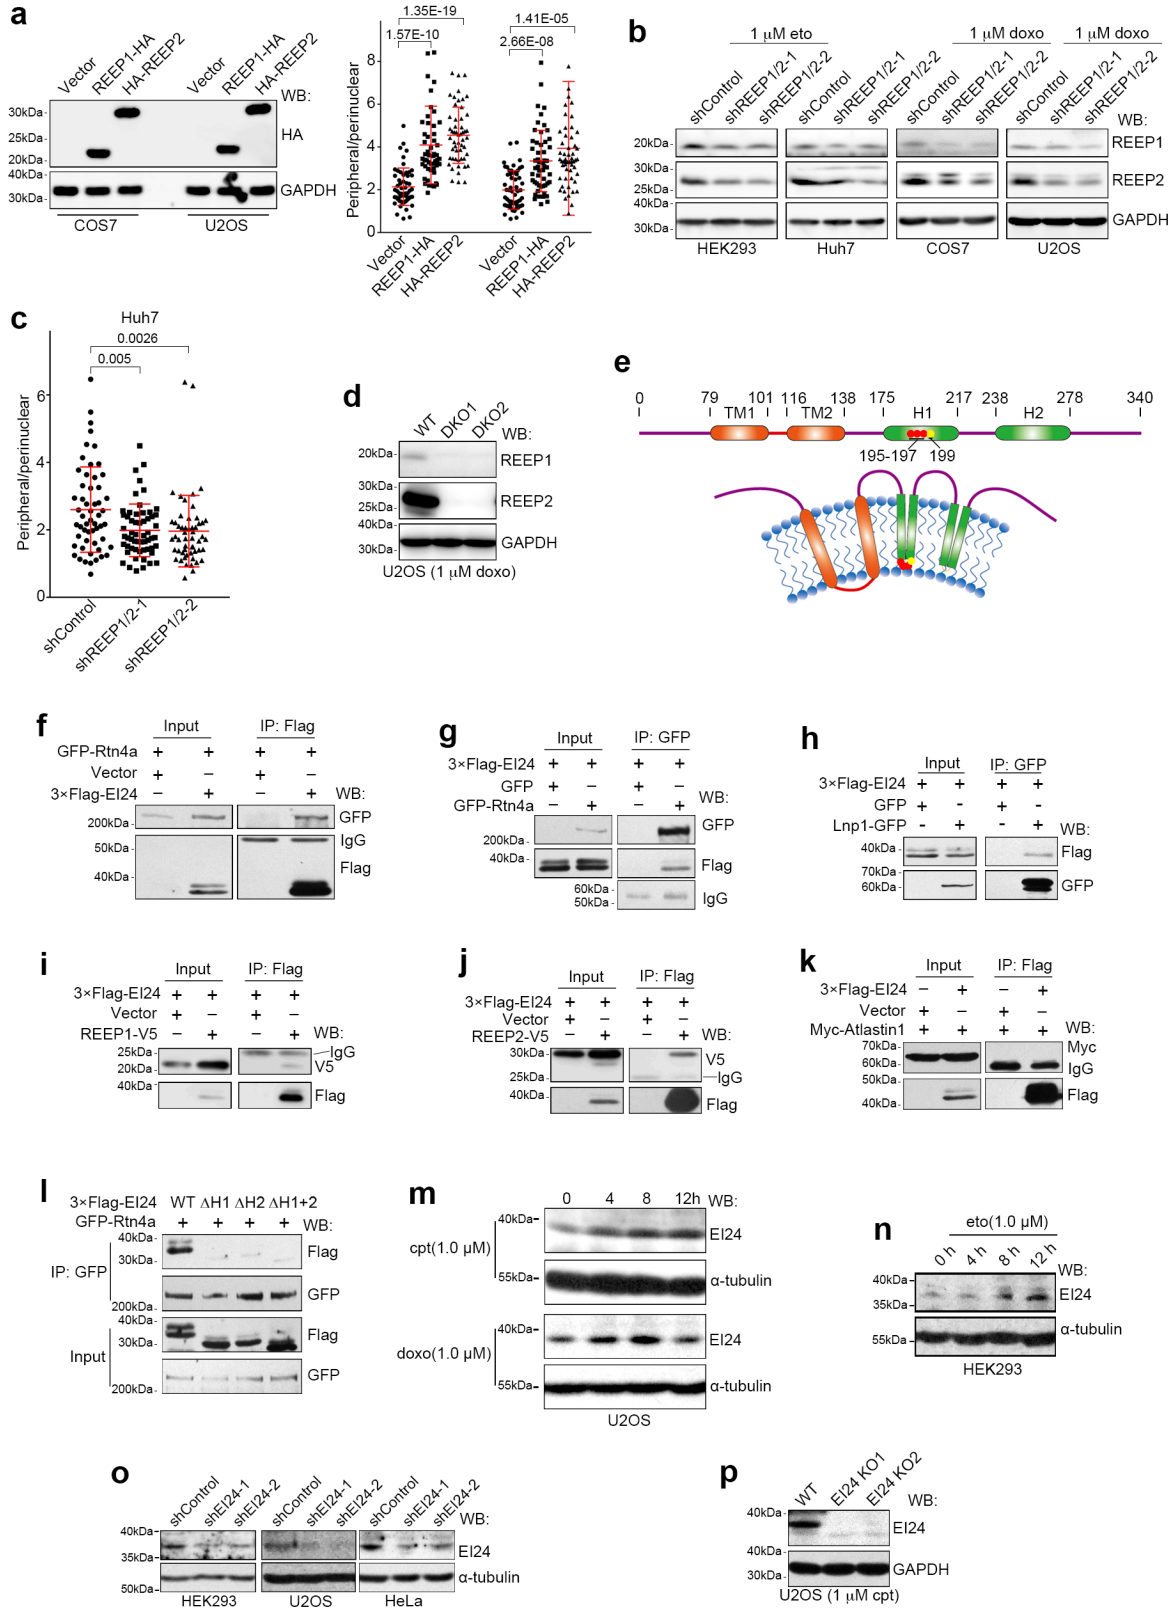 a
Vector
REEP1-HA
HA-REEP2
Vector
REEP1-HA
HA-REEP2
WB:
30kDa
25kDa
20kDa
HA
40kDa
30kDa
GAPDH
COS7
U2OS
Peripheral/perinuclear
8
6
4
2
0
1.35E-19
1.57E-10
1.41E-05
2.66E-08
Vector
REEP1-HA
HA-REEP2
Vector
REEP1-HA
HA-REEP2
b
1 μM eto
1 μM doxo
1 μM doxo
shControl
shREEP1/2-1
shREEP1/2-2
shControl
shREEP1/2-1
shREEP1/2-2
shControl
shREEP1/2-1
shREEP1/2-2
shControl
shREEP1/2-1
shREEP1/2-2
WB:
20kDa
REEP1
30kDa
25kDa
REEP2
40kDa
30kDa
GAPDH
HEK293
Huh7
COS7
U2OS
c
Huh7
0.0026
0.005
Peripheral/perinuclear
6
4
2
0
shControl
shREEP1/2-1
shREEP1/2-2
d
WT
DKO1
DKO2
WB:
20kDa
REEP1
30kDa
25kDa
REEP2
40kDa
30kDa
GAPDH
U2OS (1 μM doxo)
e
0 79 101 116 138 175 217 238 278 340
TM1 TM2 H1 H2
195-197 199
f
Input IP: Flag
GFP-Rtn4a + + + +
Vector + − + −
3×Flag-EI24 − + − + WB:
200kDa GFP
IgG
50kDa
Flag
40kDa
g
Input IP: GFP
3×Flag-EI24 + + + +
GFP + − + −
GFP-Rtn4a − + − + WB:
200kDa GFP
40kDa Flag
60kDa
50kDa IgG
h
Input IP: GFP
3×Flag-EI24 + + + +
GFP + - + -
Lnp1-GFP - + - + WB:
40kDa Flag
70kDa
60kDa GFP
i
Input IP: Flag
3×Flag-EI24 + + + +
Vector + − + −
REEP1-V5 − + − + WB:
25kDa IgG
20kDa V5
40kDa Flag
j
Input IP: Flag
3×Flag-EI24 + + + +
Vector + − + −
REEP2-V5 − + − + WB:
30kDa V5
25kDa IgG
40kDa Flag
k
Input IP: Flag
3×Flag-EI24 − + − +
Vector + − + −
Myc-Atlastin1 + + + + WB:
70kDa Myc
60kDa IgG
50kDa
40kDa Flag
l
3×Flag-EI24 WT ΔH1 ΔH2 ΔH1+2
GFP-Rtn4a + + + + WB:
IP: GFP
40kDa
30kDa
Flag
200kDa
GFP
Input
40kDa
30kDa
Flag
200kDa
GFP
m
0 4 8 12h WB:
cpt(1.0 μM)
40kDa
EI24
55kDa
α-tubulin
doxo(1.0 μM)
40kDa
EI24
55kDa
α-tubulin
U2OS
n
eto(1.0 μM)
0 h 4 h 8 h 12 h
WB:
40kDa
35kDa
EI24
55kDa
α-tubulin
HEK293
o
shControl
shEI24-1
shEI24-2
shControl
shEI24-1
shEI24-2
shControl
shEI24-1
shEI24-2
WB:
40kDa
35kDa
EI24
50kDa
α-tubulin
HEK293
U2OS
HeLa
p
WT
EI24 KO1
EI24 KO2
WB:
40kDa
EI24
40kDa
30kDa
GAPDH
U2OS (1 μM cpt)